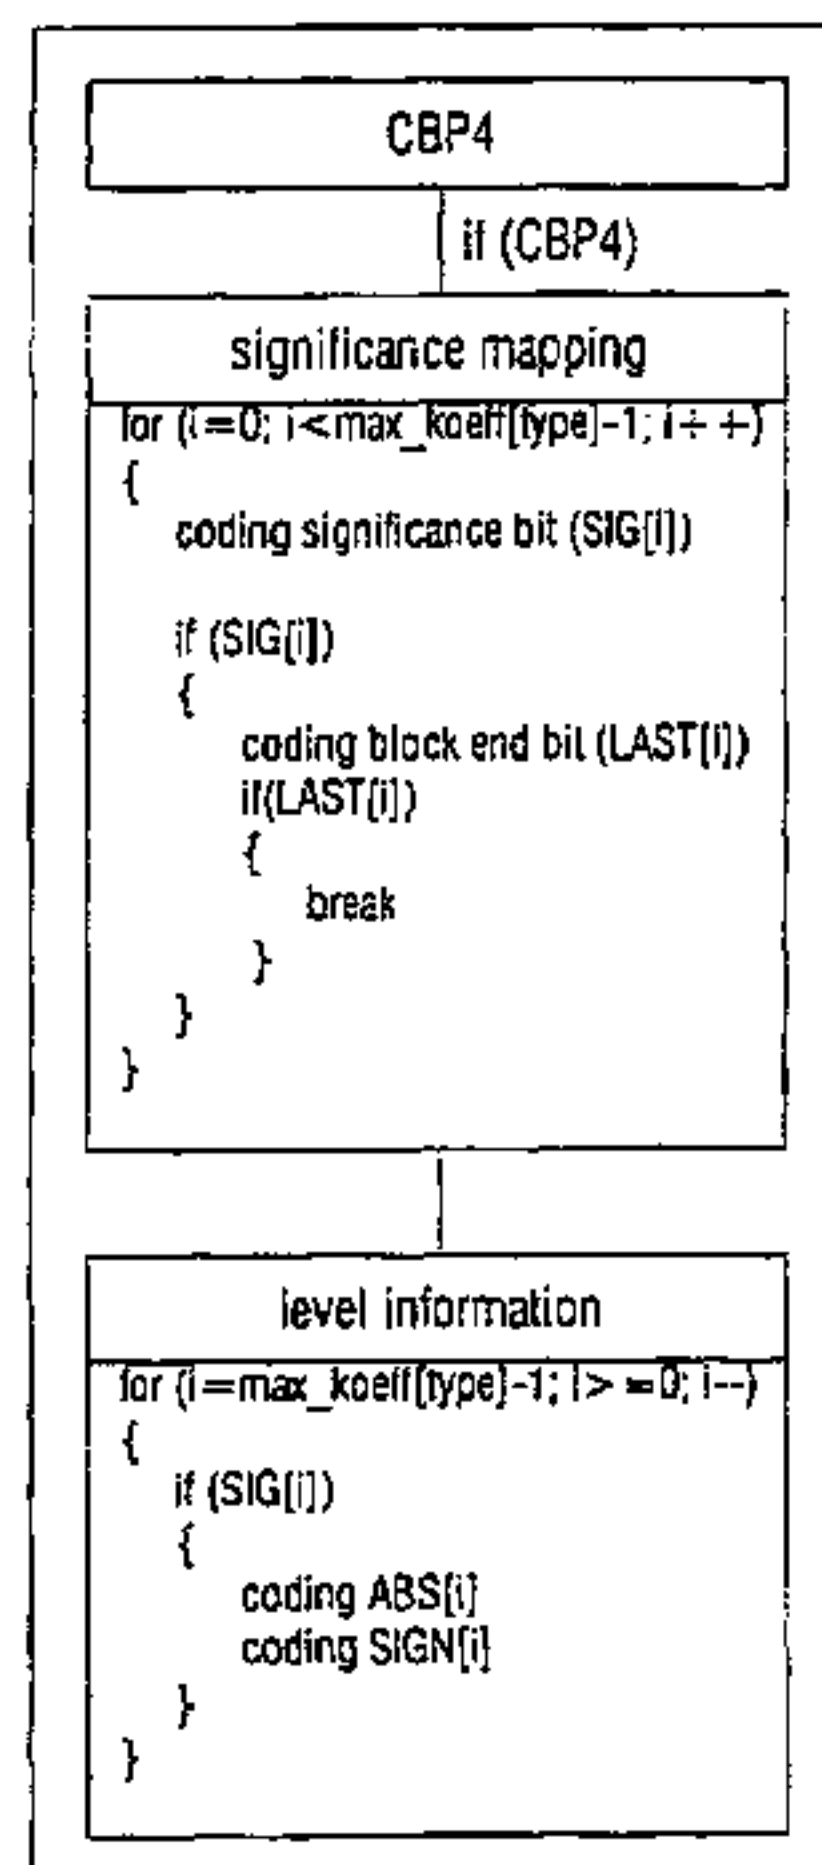 CBP4
if (CBP4)
significance mapping
for (i=0; i<max_koeff[type]-1; i++)
{
coding significance bit (SIG[i])
if (SIG[i])
{
coding block end bit (LAST[i])
if(LAST[i])
{
break
}
}
}
level information
for (i=max_koeff[type]-1; i>=0; i--)
{
if (SIG[i])
{
coding ABS[i]
coding SIGN[i]
}
}